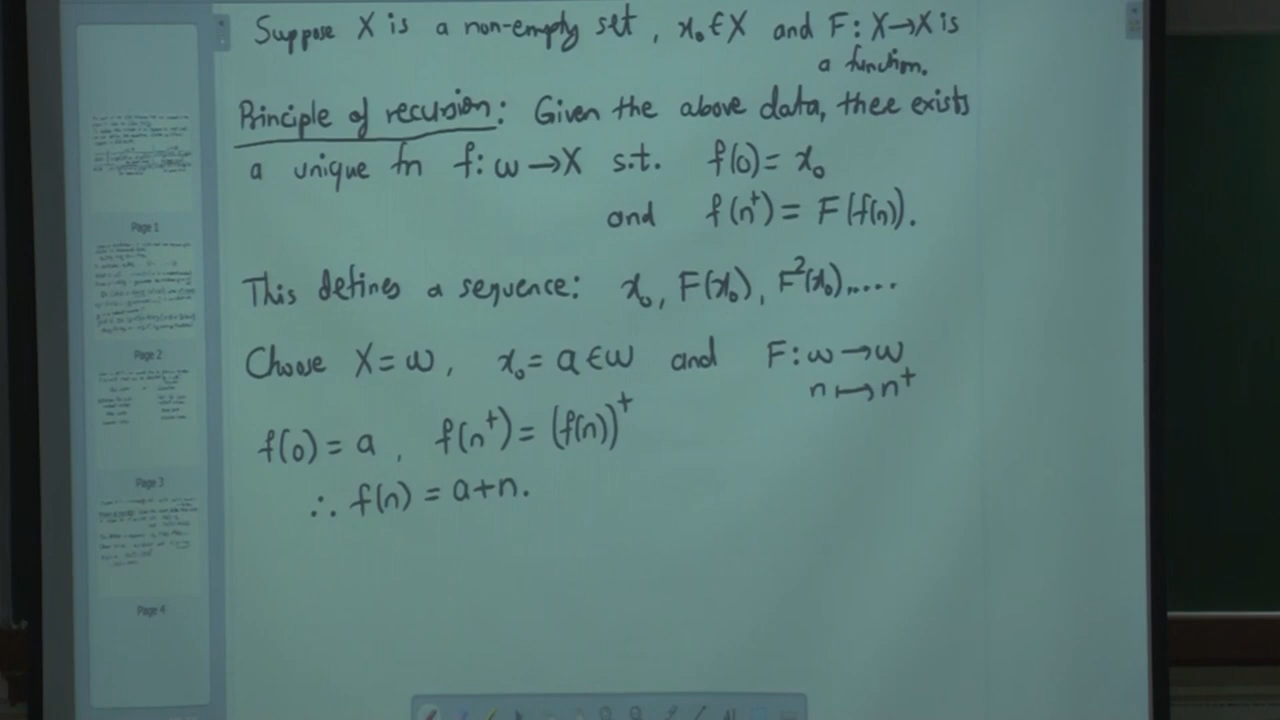 Suppose X is a non-empty set, x₀ ∈ X and F: X→X is
a function.
Principle of recursion: Given the above data, thee exists
a unique fn f: ω→X s.t. f(0) = x₀
and f(n⁺) = F(f(n)).
This defines a sequence: x₀, F(x₀), F²(x₀),....
Choose X = ω, x₀ = a ∈ ω and F: ω→ω
n ↦ n⁺
f(0) = a, f(n⁺) = (f(n))⁺
∴ f(n) = a+n.
Page 1
Page 2
Page 3
Page 4